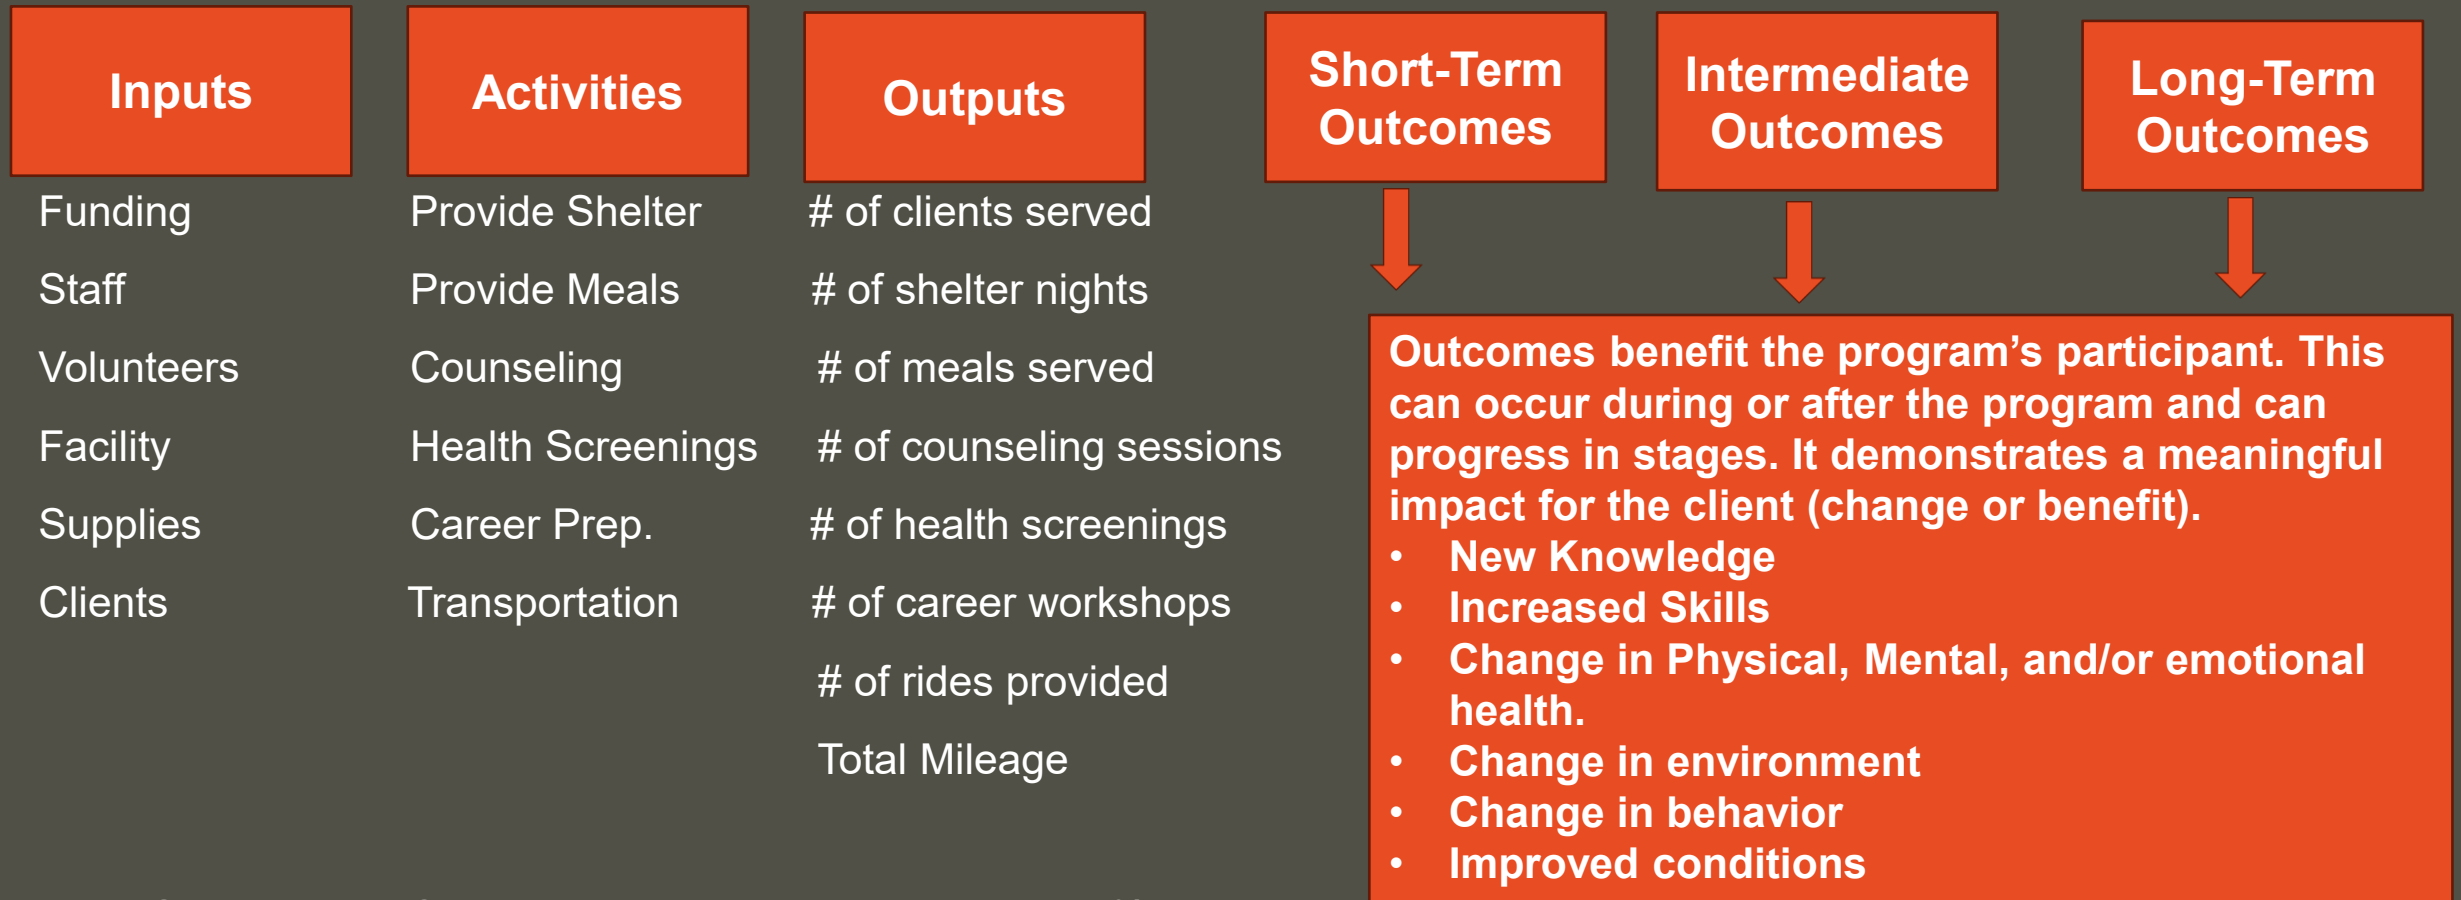 Inputs
Funding
Staff
Volunteers
Facility
Supplies
Clients
Activities
Provide Shelter
Provide Meals
Counseling
Health Screenings
Career Prep.
Transportation
Outputs
# of clients served
# of shelter nights
# of meals served
# of counseling sessions
# of health screenings
# of career workshops
# of rides provided
Total Mileage
Short-Term
Outcomes
Intermediate
Outcomes
Long-Term
Outcomes
Outcomes benefit the program’s participant. This
can occur during or after the program and can
progress in stages. It demonstrates a meaningful
impact for the client (change or benefit).
• New Knowledge
• Increased Skills
• Change in Physical, Mental, and/or emotional
health.
• Change in environment
• Change in behavior
• Improved conditions